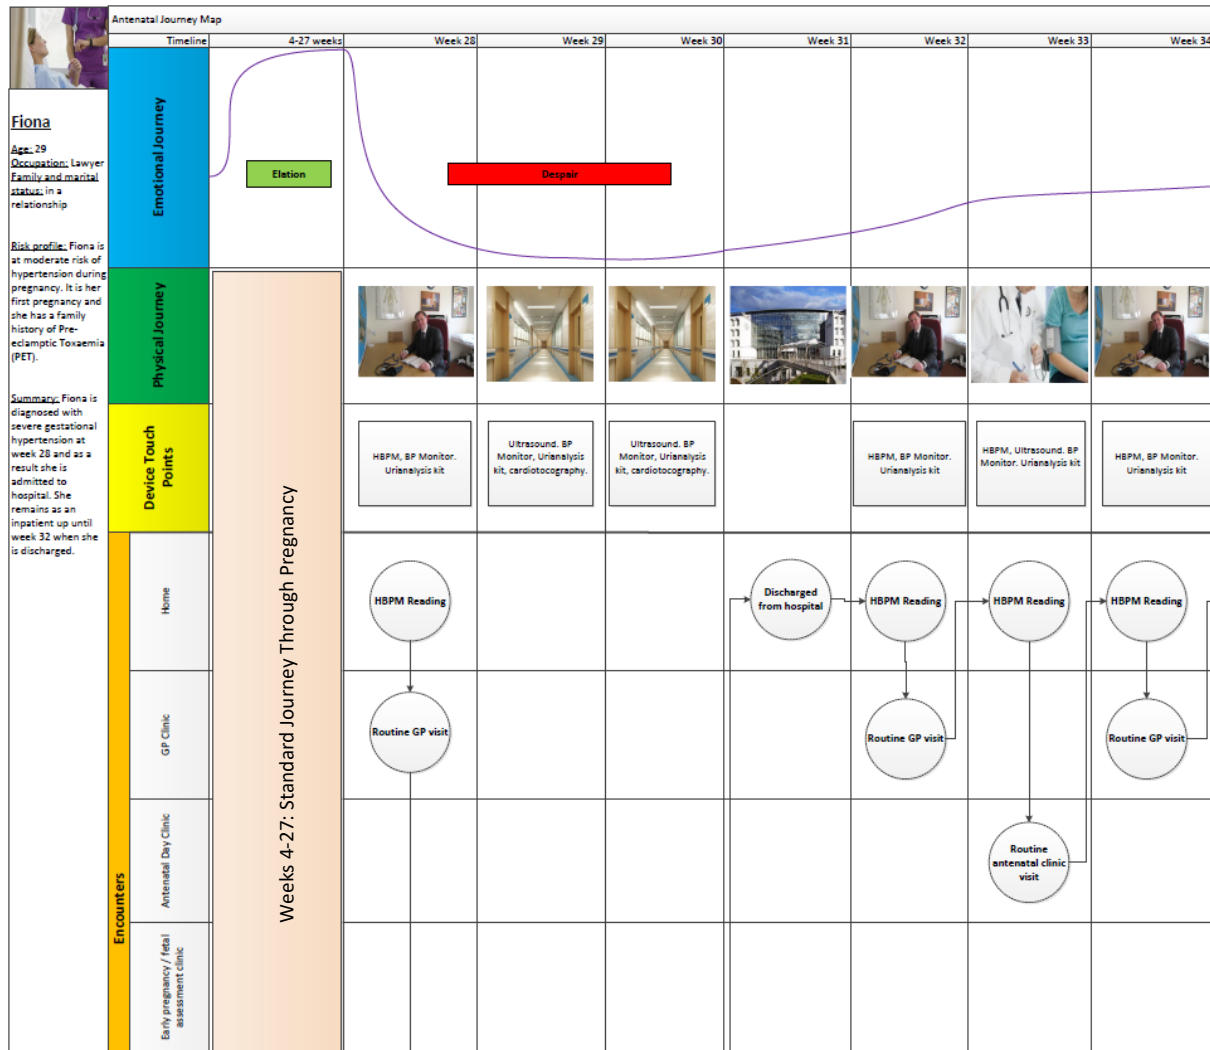 Antenatal Journey Map
Timeline
4-27 weeks
Week 28
Week 29
Week 30
Week 31
Week 32
Week 33
Week 34
Fiona
Age: 29
Occupation: Lawyer
Family and marital
status: in a
relationship
Risk profile: Fiona is
at moderate risk of
hypertension during
pregnancy. It is her
first pregnancy and
she has a family
history of Pre-
eclamptic Toxaemia
(PET).
Summary: Fiona is
diagnosed with
severe gestational
hypertension at
week 28 and as a
result she is
admitted to
hospital. She
remains as an
inpatient up until
week 32 when she
is discharged.
Emotional Journey
Elation
Despair
Physical Journey
Device Touch
Points
HBPM, BP Monitor.
Urianalysis kit
Ultrasound. BP
Monitor, Urianalysis
kit, cardiotocography.
Ultrasound. BP
Monitor, Urianalysis
kit, cardiotocography.
HBPM, BP Monitor.
Urianalysis kit
HBPM, Ultrasound. BP
Monitor. Urianalysis kit
HBPM, BP Monitor.
Urianalysis kit
Weeks 4-27: Standard Journey Through Pregnancy
Encounters
Home
HBPM Reading
Discharged
from hospital
HBPM Reading
HBPM Reading
HBPM Reading
GP Clinic
Routine GP visit
Routine GP visit
Routine GP visit
Antenatal Day Clinic
Routine
antenatal clinic
visit
Early pregnancy / fetal
assessment clinic